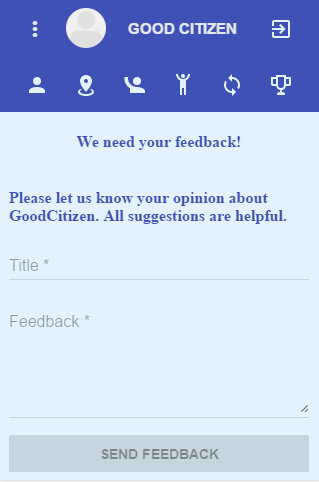 GOOD CITIZEN
We need your feedback!
Please let us know your opinion about
GoodCitizen. All suggestions are helpful.
Title *
Feedback *
SEND FEEDBACK